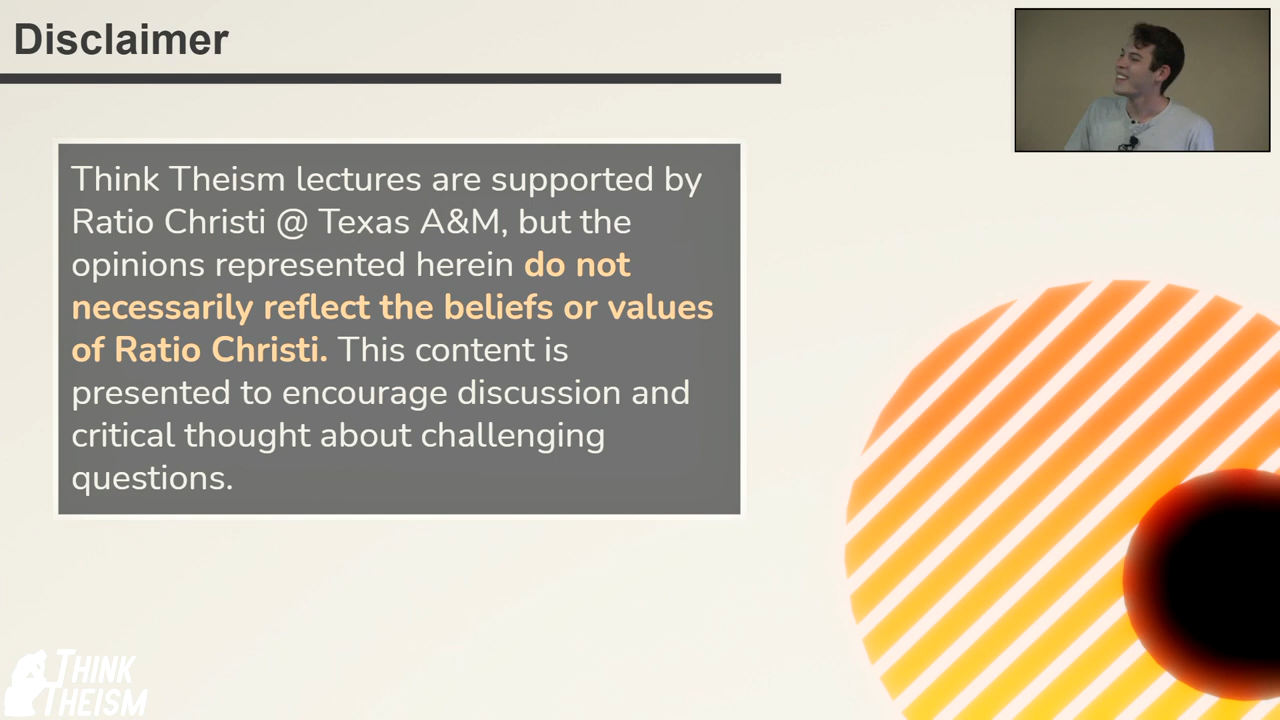 Disclaimer
Think Theism lectures are supported by
Ratio Christi @ Texas A&M, but the
opinions represented herein do not
necessarily reflect the beliefs or values
of Ratio Christi. This content is
presented to encourage discussion and
critical thought about challenging
questions.
THINK
THEISM